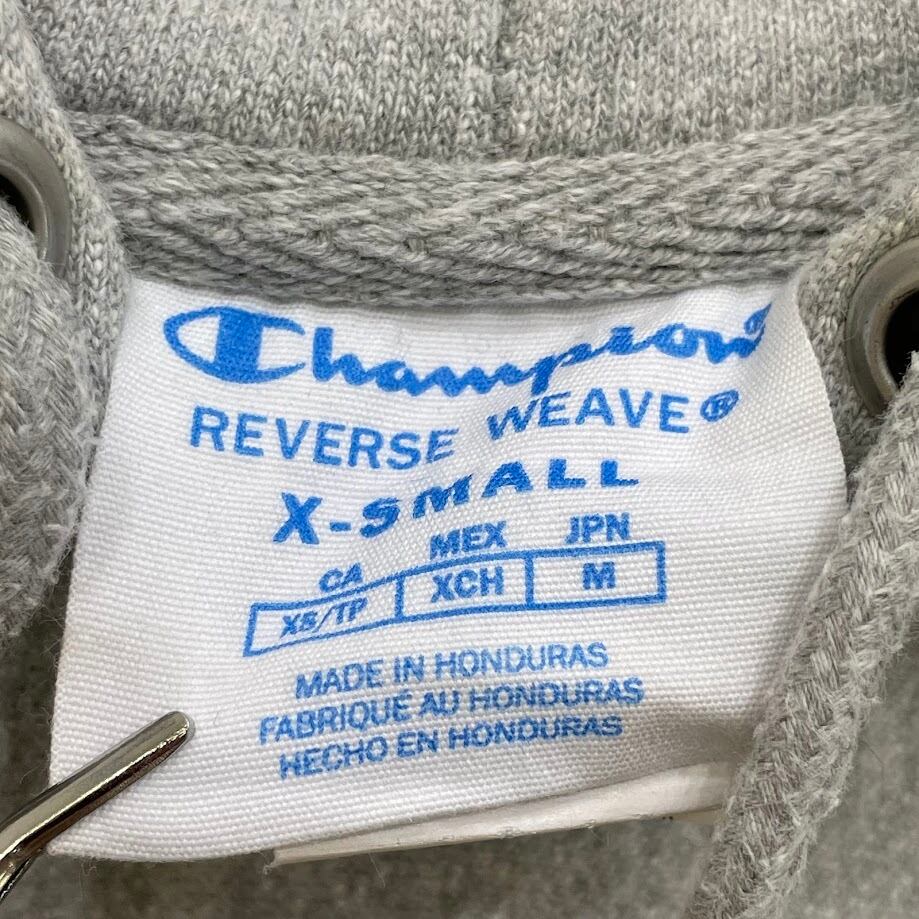 Champion®
REVERSE WEAVE®
X-SMALL
CA MEX JPN
XS/TP XCH M
MADE IN HONDURAS
FABRIQUÉ AU HONDURAS
HECHO EN HONDURAS